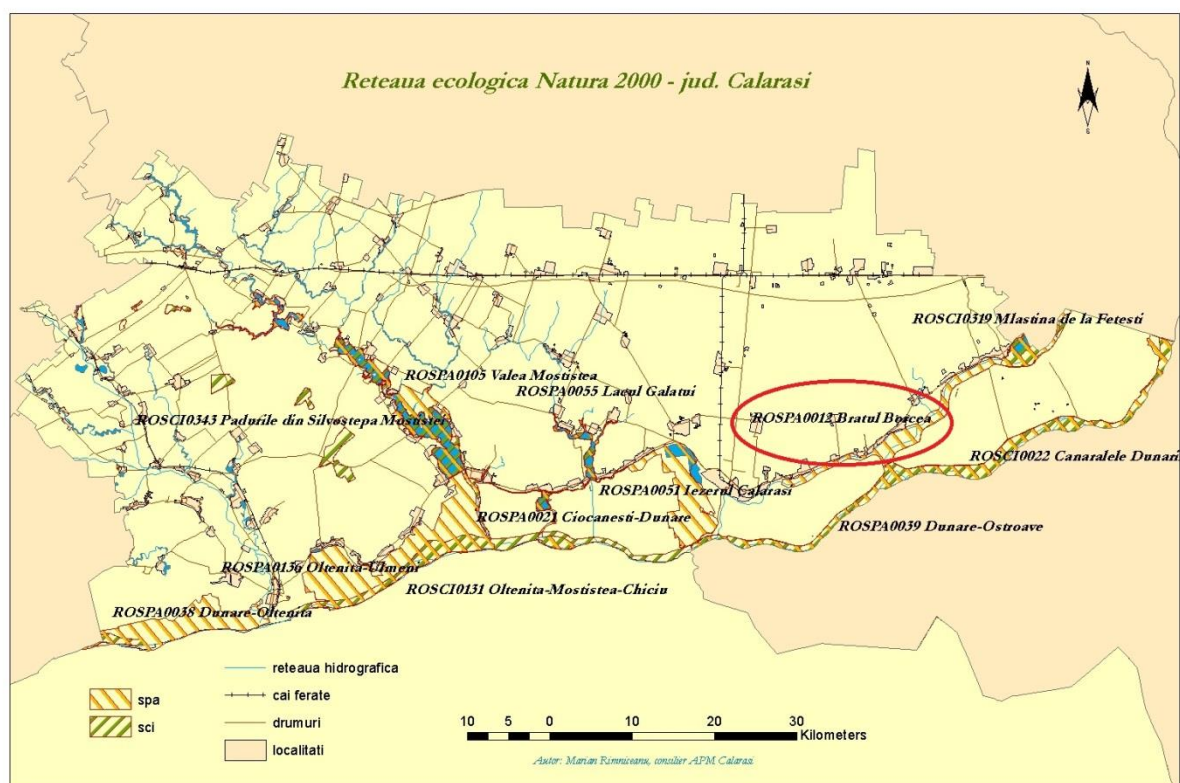 Reteaua ecologica Natura 2000 - jud. Calarasi
N
ROSCI0319 Mlastina de la Fetesti
ROSPA0105 Valea Mostistea
ROSPA0055 Lacul Galatui
ROSCI0343 Padurile din Silvostepa Mostistei
ROSPA0012 Bratul Borcea
ROSCI0022 Canaralele Dunarii
ROSPA0051 Iezerul Calarasi
ROSPA0021 Ciocanesti-Dunare
ROSPA0039 Dunare-Ostroave
ROSPA0136 Oltenita-Ulmeni
ROSCI0131 Oltenita-Mostistea-Chiciu
ROSPA0038 Dunare-Oltenita
reteaua hidrografica
spa
cai ferate
sci
drumuri
localitati
10 5 0 10 20 30
Kilometers
Autor: Marian Rimniceanu, consilier APM Calarasi